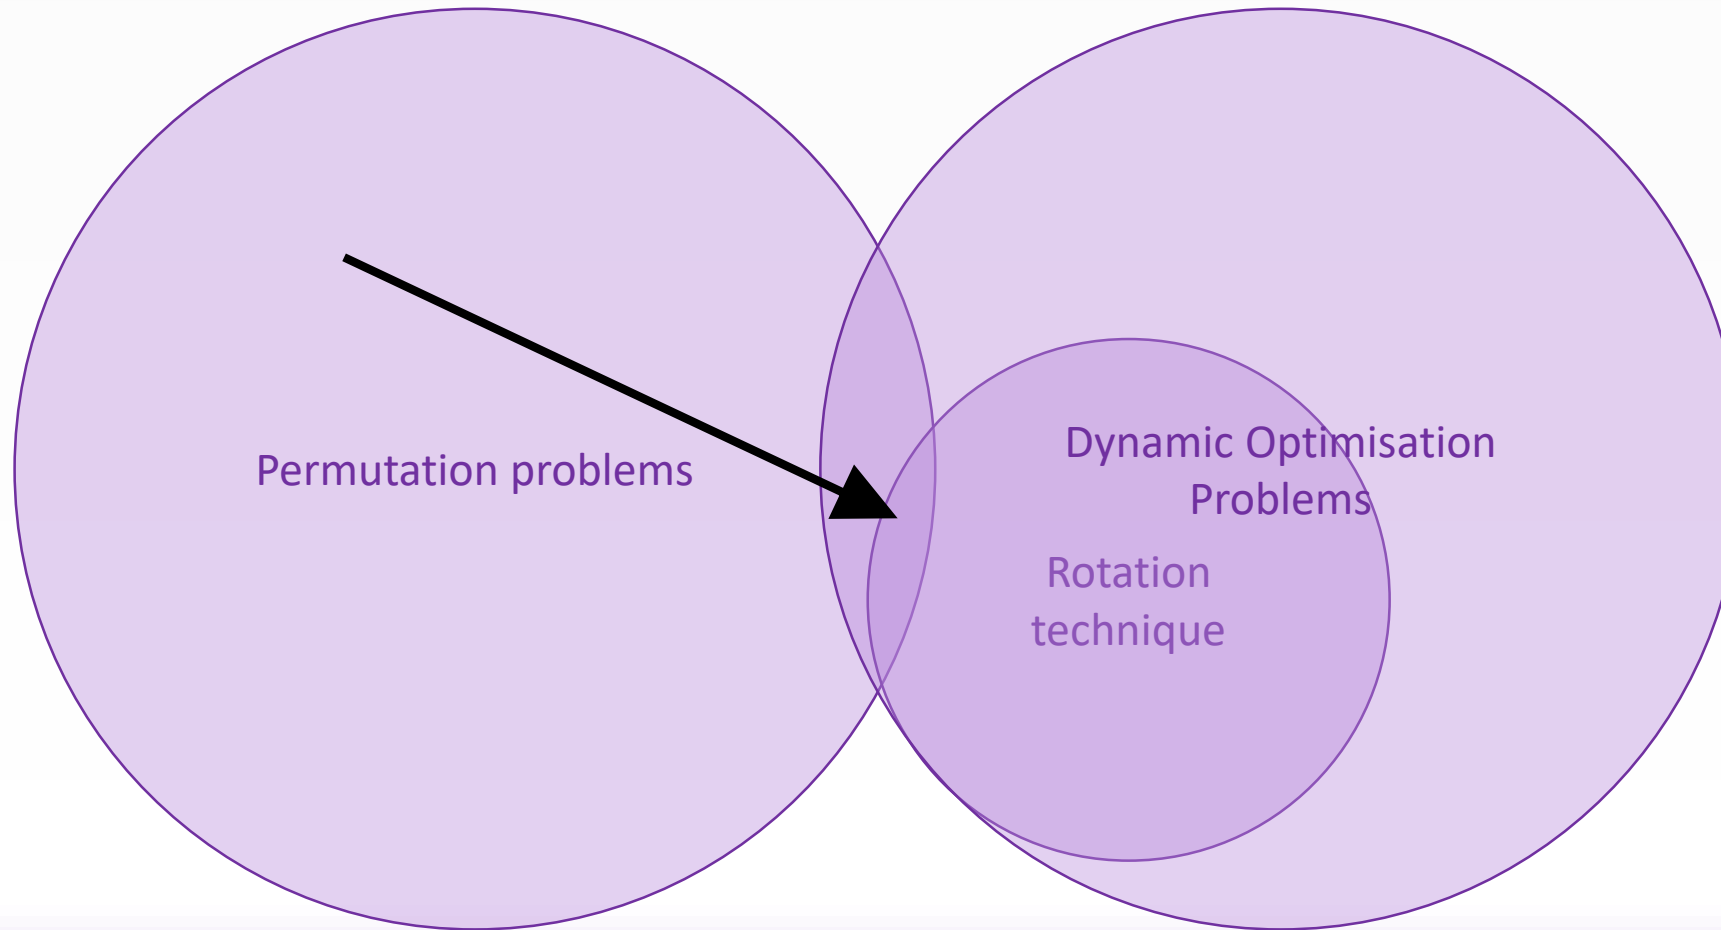 Permutation problems
Dynamic Optimisation
Problems
Rotation
technique